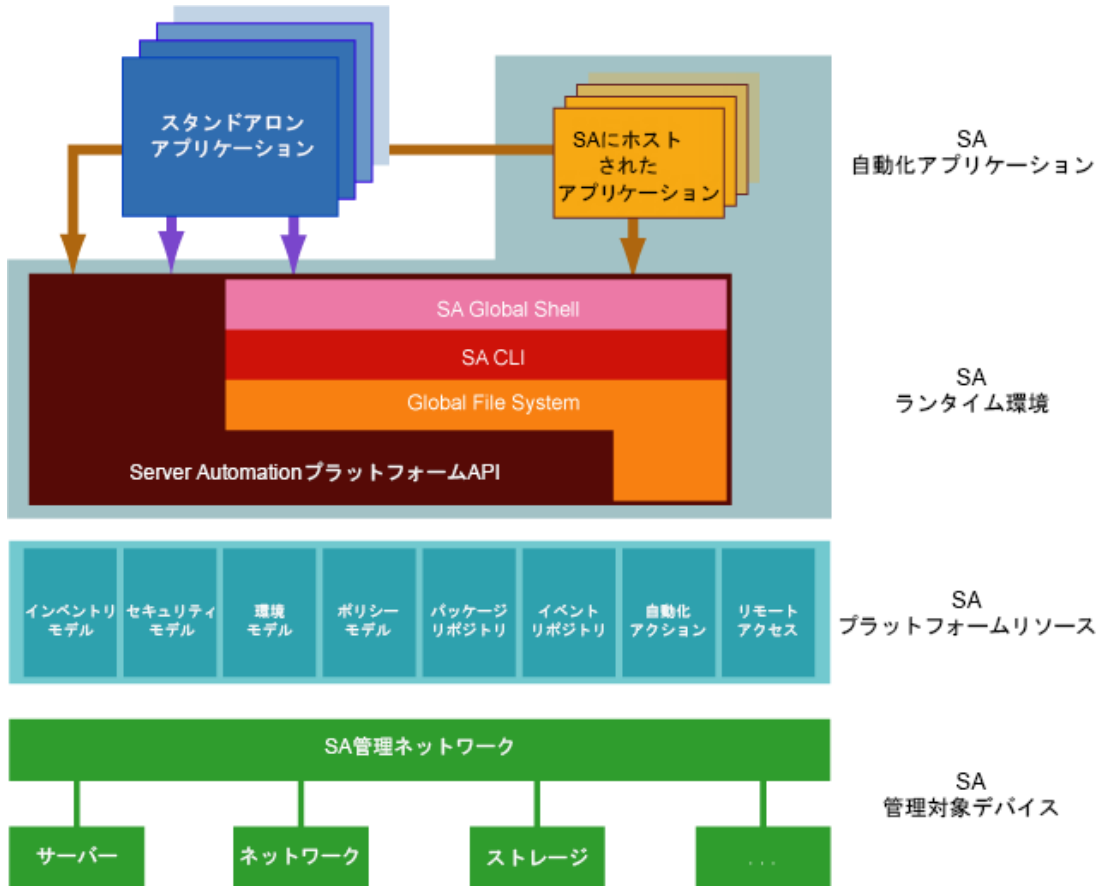 スタンドアロン
アプリケーション
SAにホスト
された
アプリケーション
SA
自動化アプリケーション
SA Global Shell
SA CLI
Global File System
Server AutomationプラットフォームAPI
SA
ランタイム環境
インベントリ
モデル
セキュリティ
モデル
環境
モデル
ポリシー
モデル
パッケージ
リポジトリ
イベント
リポジトリ
自動化
アクション
リモート
アクセス
SA
プラットフォームリソース
SA管理ネットワーク
SA
管理対象デバイス
サーバー
ネットワーク
ストレージ
...